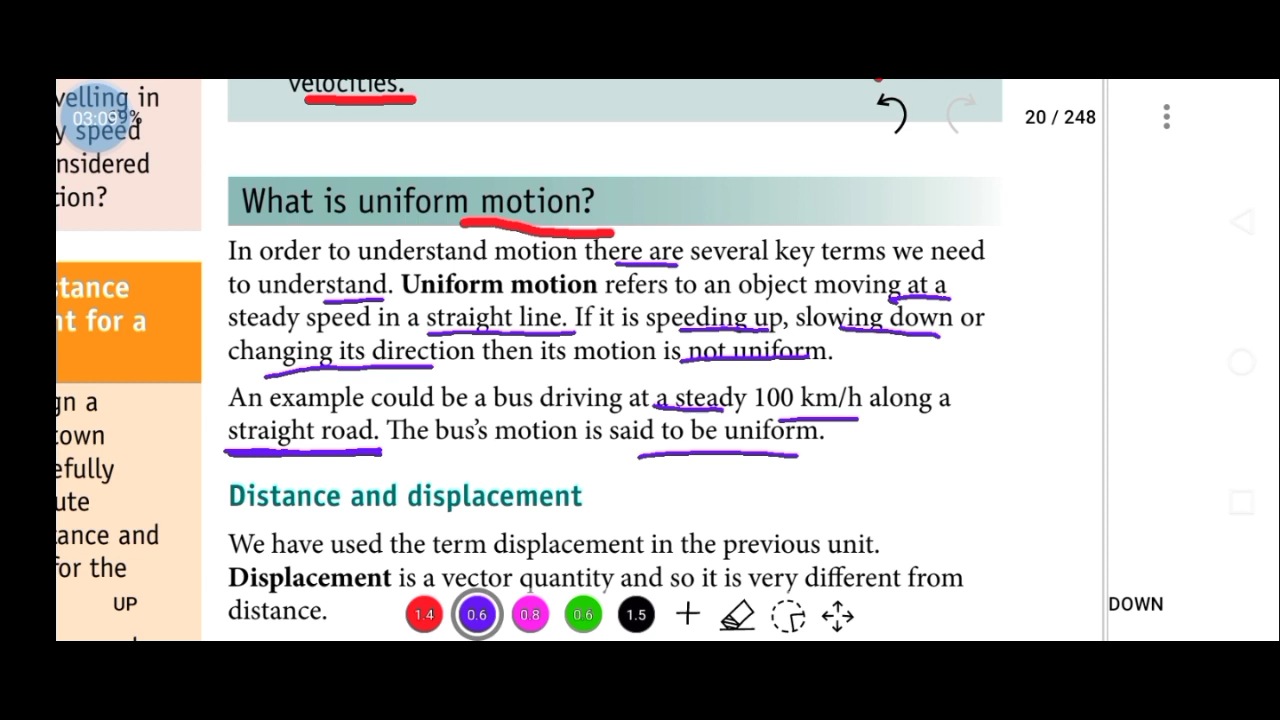 velocities.
20 / 248
velling in
03:09
9%
y speed
nsidered
tion?
What is uniform motion?
In order to understand motion there are several key terms we need
to understand. Uniform motion refers to an object moving at a
steady speed in a straight line. If it is speeding up, slowing down or
changing its direction then its motion is not uniform.
An example could be a bus driving at a steady 100 km/h along a
straight road. The bus's motion is said to be uniform.
stance
nt for a
gn a
town
efully
ute
tance and
for the
UP
Distance and displacement
We have used the term displacement in the previous unit.
Displacement is a vector quantity and so it is very different from
distance.
1.4
0.6
0.8
0.6
1.5
DOWN